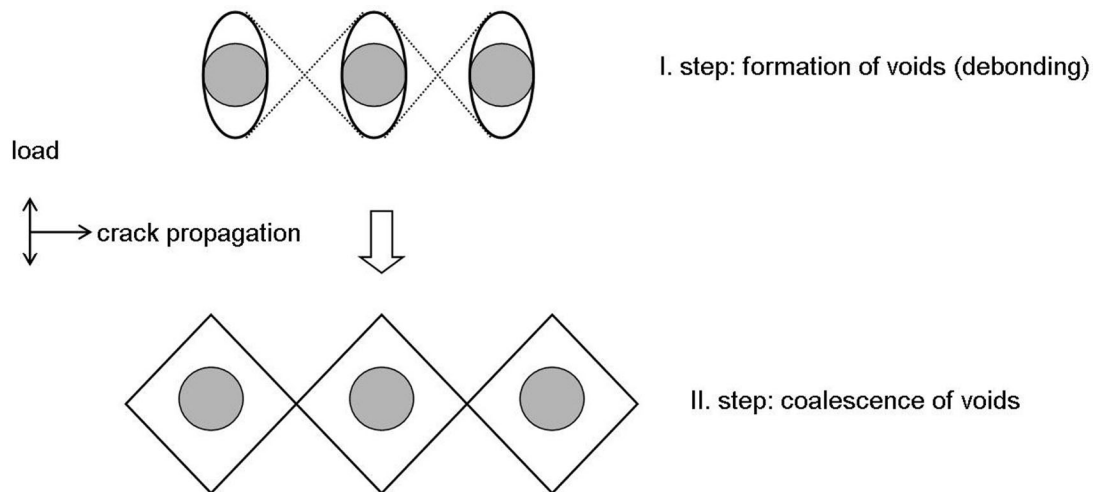 I. step: formation of voids (debonding)
load
crack propagation
II. step: coalescence of voids